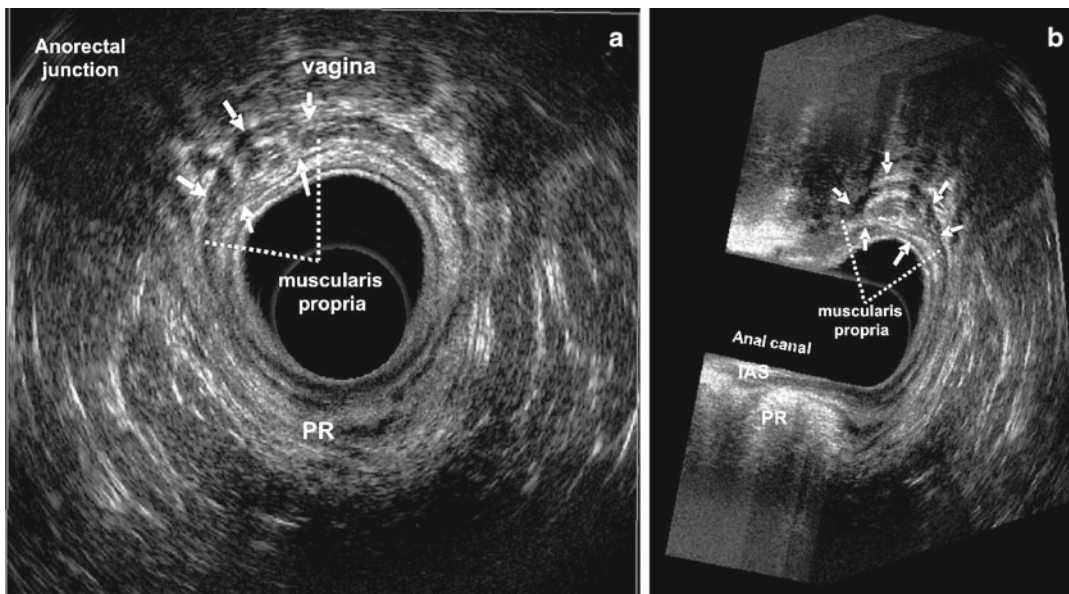 Anorectal
junction
a
vagina
muscularis
propria
PR
b
muscularis
propria
Anal canal
IAS
PR